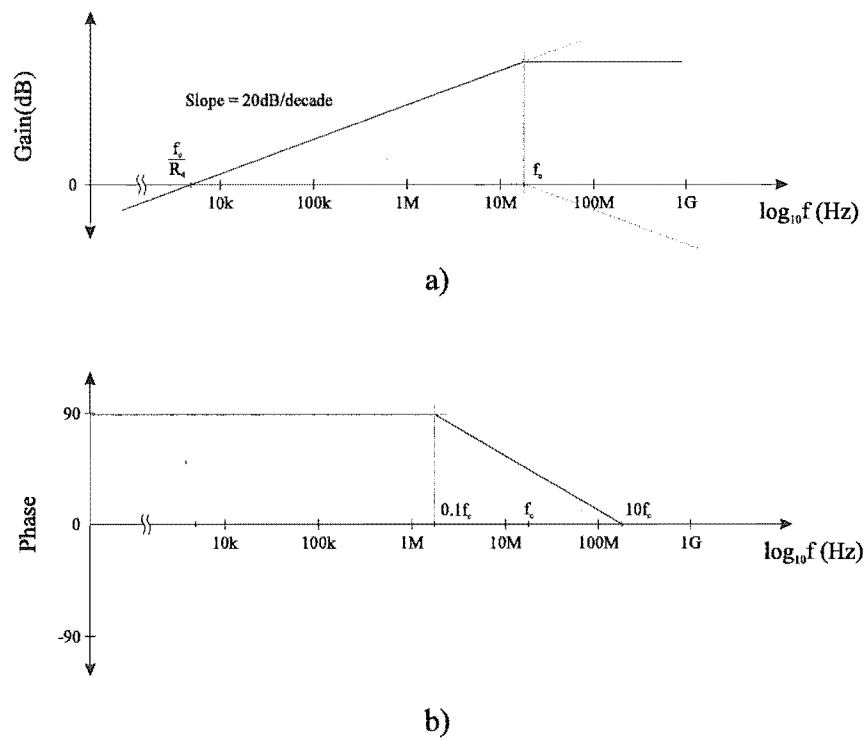 Gain(dB)
Slope = 20dB/decade
f_c
R_d
f_c
0
10k
100k
1M
10M
100M
1G
log₁₀f (Hz)
a)
Phase
90
0.1f_c
f_c
10f_c
0
10k
100k
1M
10M
100M
1G
log₁₀f (Hz)
-90
b)